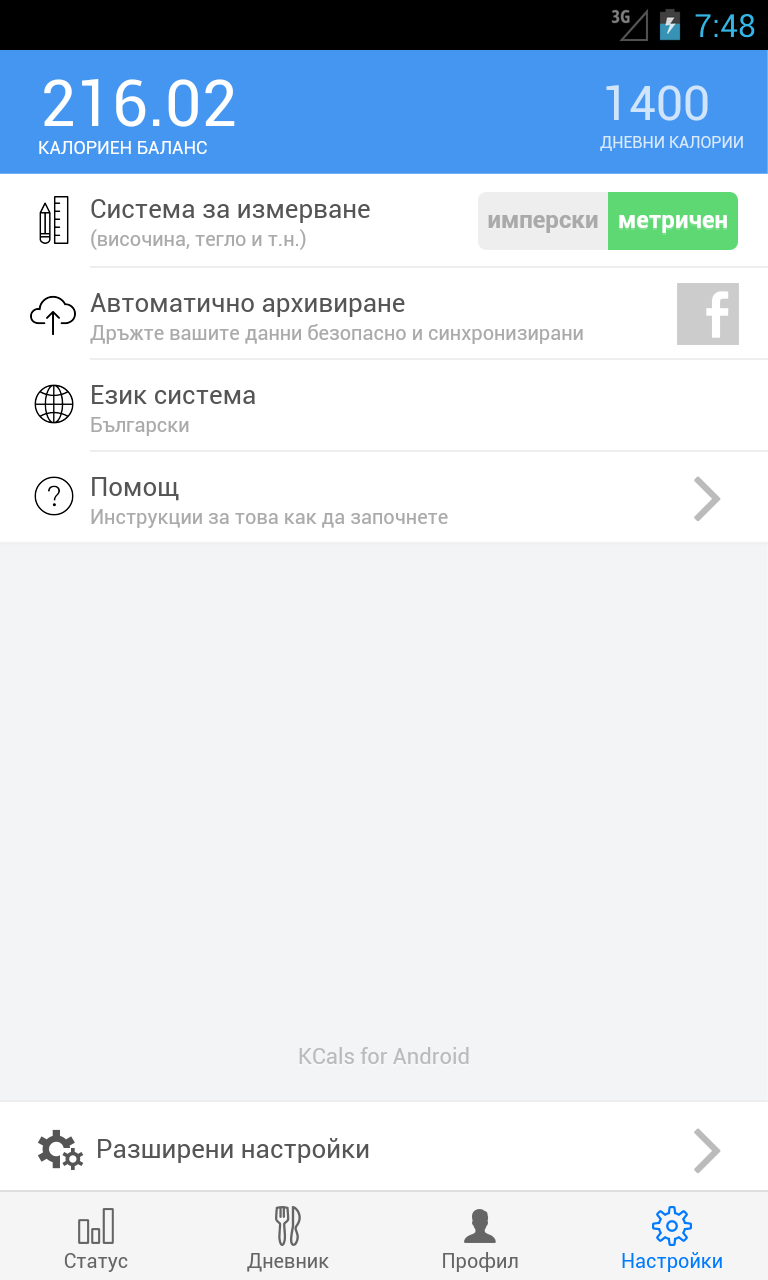 3G 7:48
216.02 1400
КАЛОРИЕН БАЛАНС ДНЕВНИ КАЛОРИИ
Система за измерване
(височина, тегло и т.н.)
имперски метричен
Автоматично архивиране
Дръжте вашите данни безопасно и синхронизирани
f
Език система
Български
Помощ
?
Инструкции за това как да започнете
KCals for Android
Разширени настройки
Статус Дневник Профил Настройки